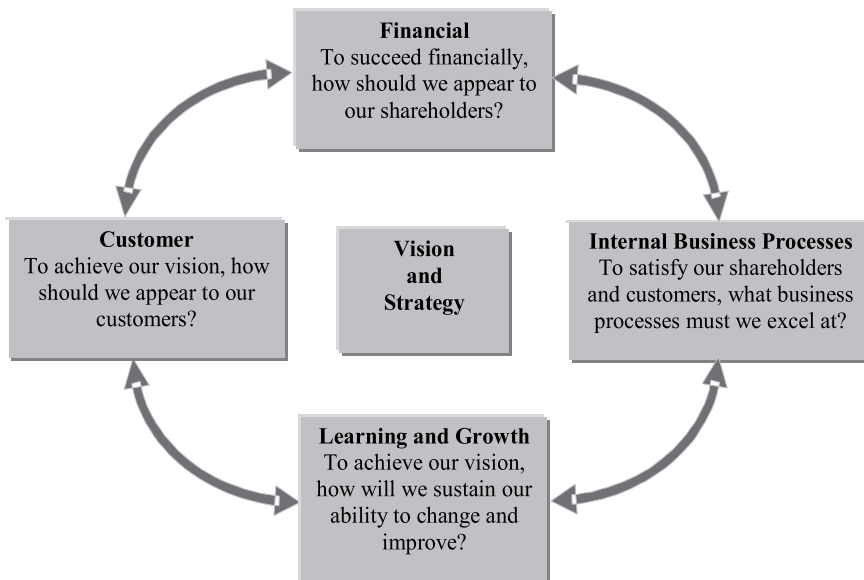 Financial
To succeed financially,
how should we appear to
our shareholders?
Customer
To achieve our vision, how
should we appear to our
customers?
Vision
and
Strategy
Internal Business Processes
To satisfy our shareholders
and customers, what business
processes must we excel at?
Learning and Growth
To achieve our vision,
how will we sustain our
ability to change and
improve?